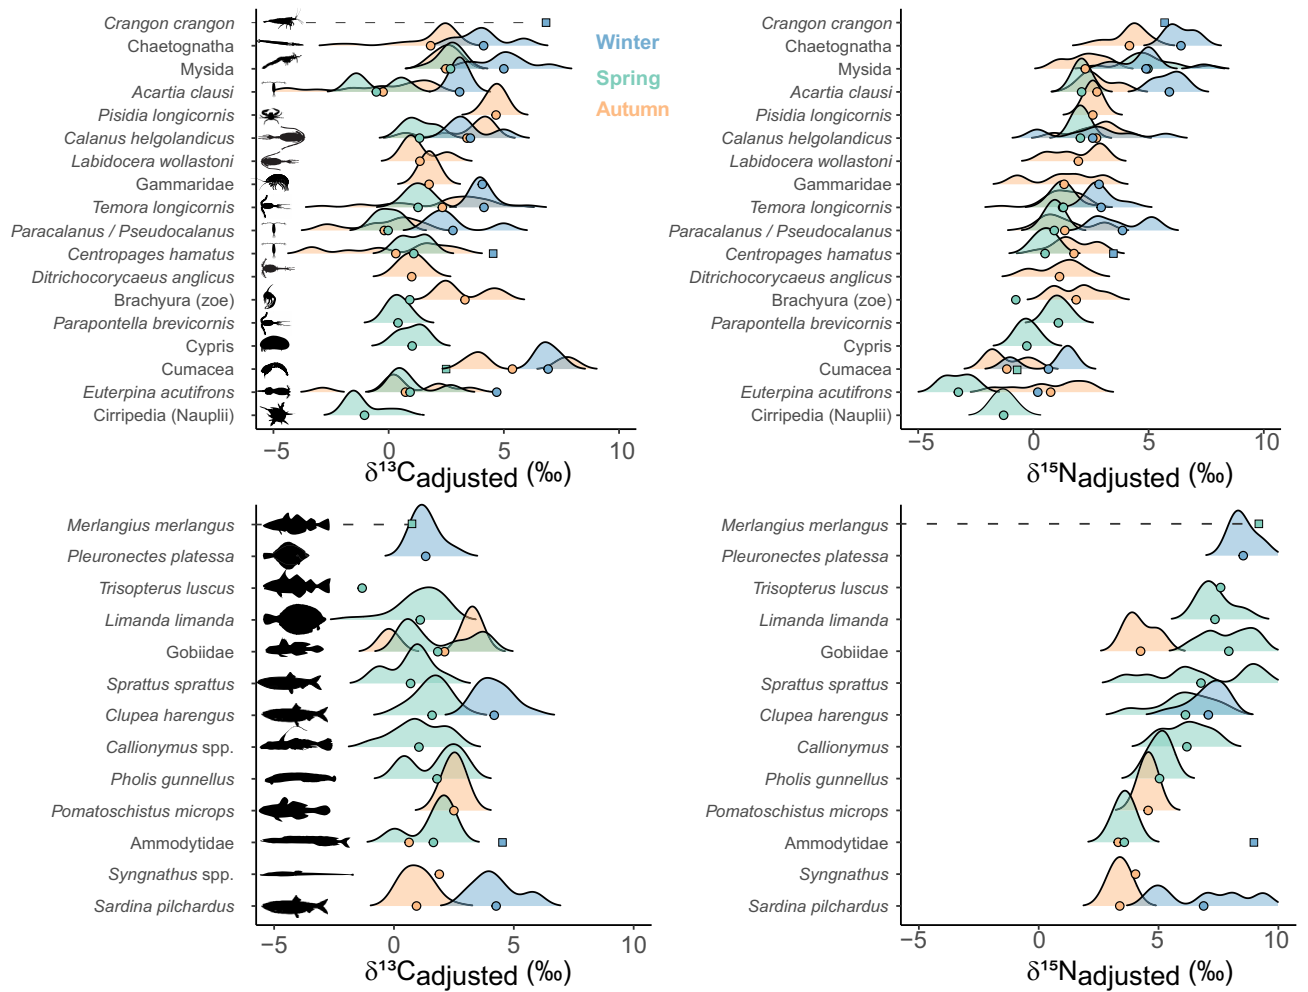 Crangon crangon
Chaetognatha
Mysida
Acartia clausi
Pisidia longicornis
Calanus helgolandicus
Labidocera wollastoni
Gammaridae
Temora longicornis
Paracalanus / Pseudocalanus
Centropages hamatus
Ditrichocorycaeus anglicus
Brachyura (zoe)
Parapontella brevicornis
Cypris
Cumacea
Euterpina acutifrons
Cirripedia (Nauplii)
Winter
Spring
Autumn
−5 0 5 10
δ¹³Cadjusted (‰)
Crangon crangon
Chaetognatha
Mysida
Acartia clausi
Pisidia longicornis
Calanus helgolandicus
Labidocera wollastoni
Gammaridae
Temora longicornis
Paracalanus / Pseudocalanus
Centropages hamatus
Ditrichocorycaeus anglicus
Brachyura (zoe)
Parapontella brevicornis
Cypris
Cumacea
Euterpina acutifrons
Cirripedia (Nauplii)
−5 0 5 10
δ¹⁵Nadjusted (‰)
Merlangius merlangus
Pleuronectes platessa
Trisopterus luscus
Limanda limanda
Gobiidae
Sprattus sprattus
Clupea harengus
Callionymus spp.
Pholis gunnellus
Pomatoschistus microps
Ammodytidae
Syngnathus spp.
Sardina pilchardus
−5 0 5 10
δ¹³Cadjusted (‰)
Merlangius merlangus
Pleuronectes platessa
Trisopterus luscus
Limanda limanda
Gobiidae
Sprattus sprattus
Clupea harengus
Callionymus
Pholis gunnellus
Pomatoschistus microps
Ammodytidae
Syngnathus
Sardina pilchardus
−5 0 5 10
δ¹⁵Nadjusted (‰)